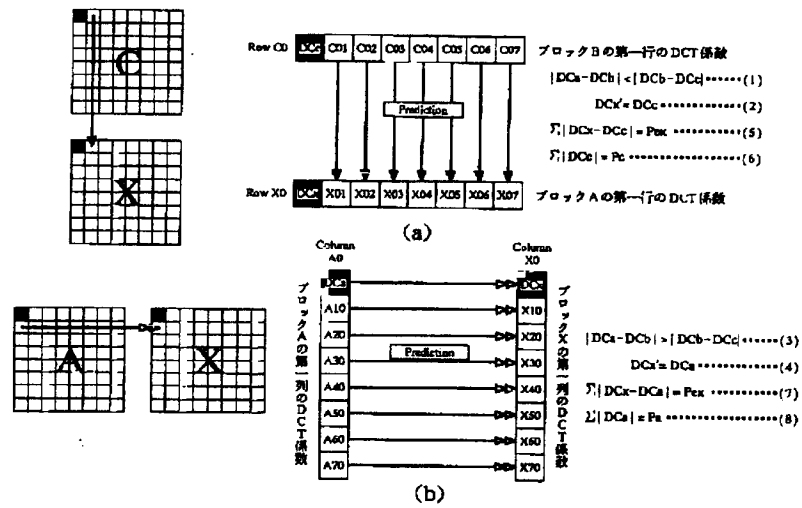 C
X
Row C0 DCc C01 C02 C03 C04 C05 C06 C07 ブロックBの第一行のDCT係数
|DCa-DCb| < |DCb-DCc| ・・・・・・・(1)
Prediction
DCx'=DCc ・・・・・・・・・・・・・・・・(2)
Σ|DCx-DCc| = Pcx ・・・・・・・・・・・(5)
Σ|DCc| = Pc ・・・・・・・・・・・・・・・・(6)
Row X0 X01 X02 X03 X04 X05 X06 X07 ブロックAの第一行のDCT係数
(a)
Column
A0
Column
X0
A
X
ブロックAの第一列のDCT係数
DCa
A10
A20
A30
A40
A50
A60
A70
Prediction
DCx
X10
X20
X30
X40
X50
X60
X70
ブロックXの第一列のDCT係数
|DCa-DCb| > |DCb-DCc| ・・・・・・・(3)
DCx'=DCa ・・・・・・・・・・・・・・・・(4)
Σ|DCx-DCa| = Pcx ・・・・・・・・・・・(7)
Σ|DCa| = Pa ・・・・・・・・・・・・・・・・(8)
(b)